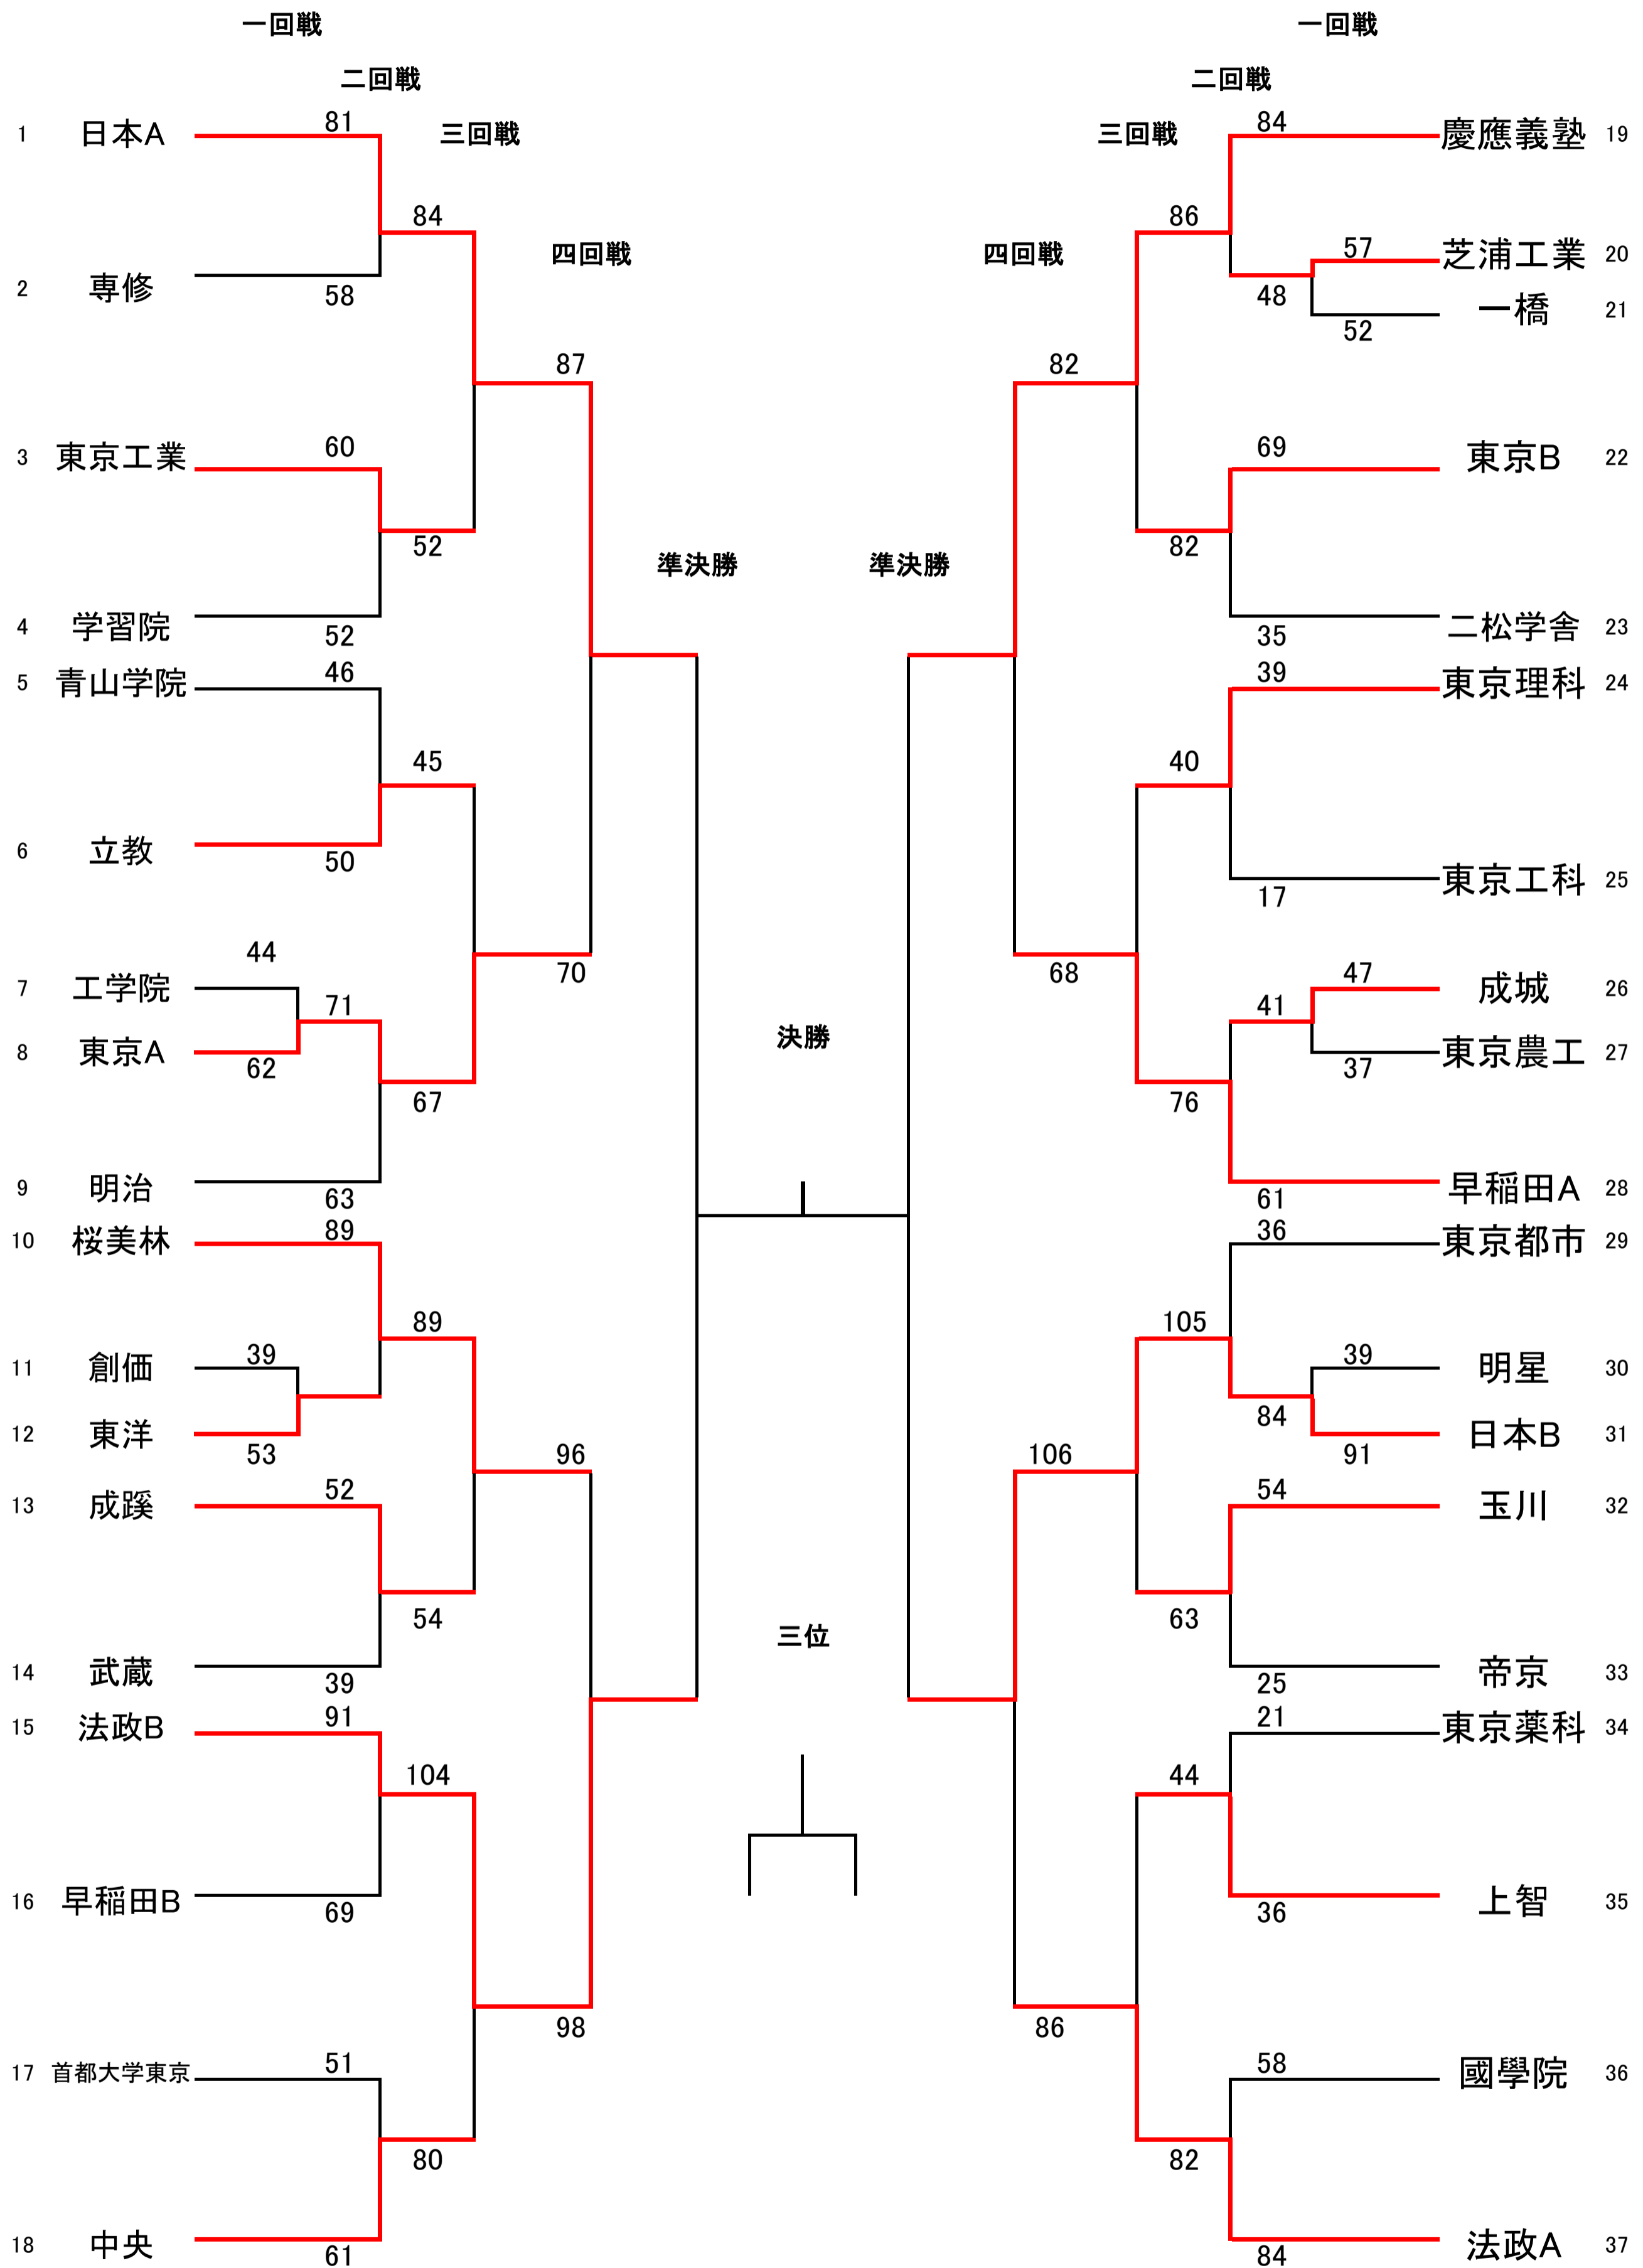 一回戦 一回戦
二回戦 二回戦
1 日本A 81 三回戦 三回戦 84 慶應義塾 19
84 86
四回戦 四回戦 57 芝浦工業 20
2 専修 58 48 一橋 21
52
87 82
3 東京工業 60 69 東京B 22
52 82
準決勝 準決勝
4 学習院 52 35 二松学舎 23
5 青山学院 46 39 東京理科 24
45 40
6 立教 50
17 東京工科 25
44
70 68 47
7 工学院 71 41 成城 26
8 東京A 62 決勝 37 東京農工 27
67 76
9 明治 63 61 早稲田A 28
10 桜美林 89 36 東京都市 29
89 105
11 創価 39 39 明星 30
84
12 東洋 53 91 日本B 31
96 106
13 成蹊 52 54 玉川 32
54 三位 63
14 武蔵 39 25 帝京 33
15 法政B 91 21 東京薬科 34
104 44
16 早稲田B 69 36 上智 35
98 86
17 首都大学東京 51 58 國學院 36
80 82
18 中央 61 84 法政A 37